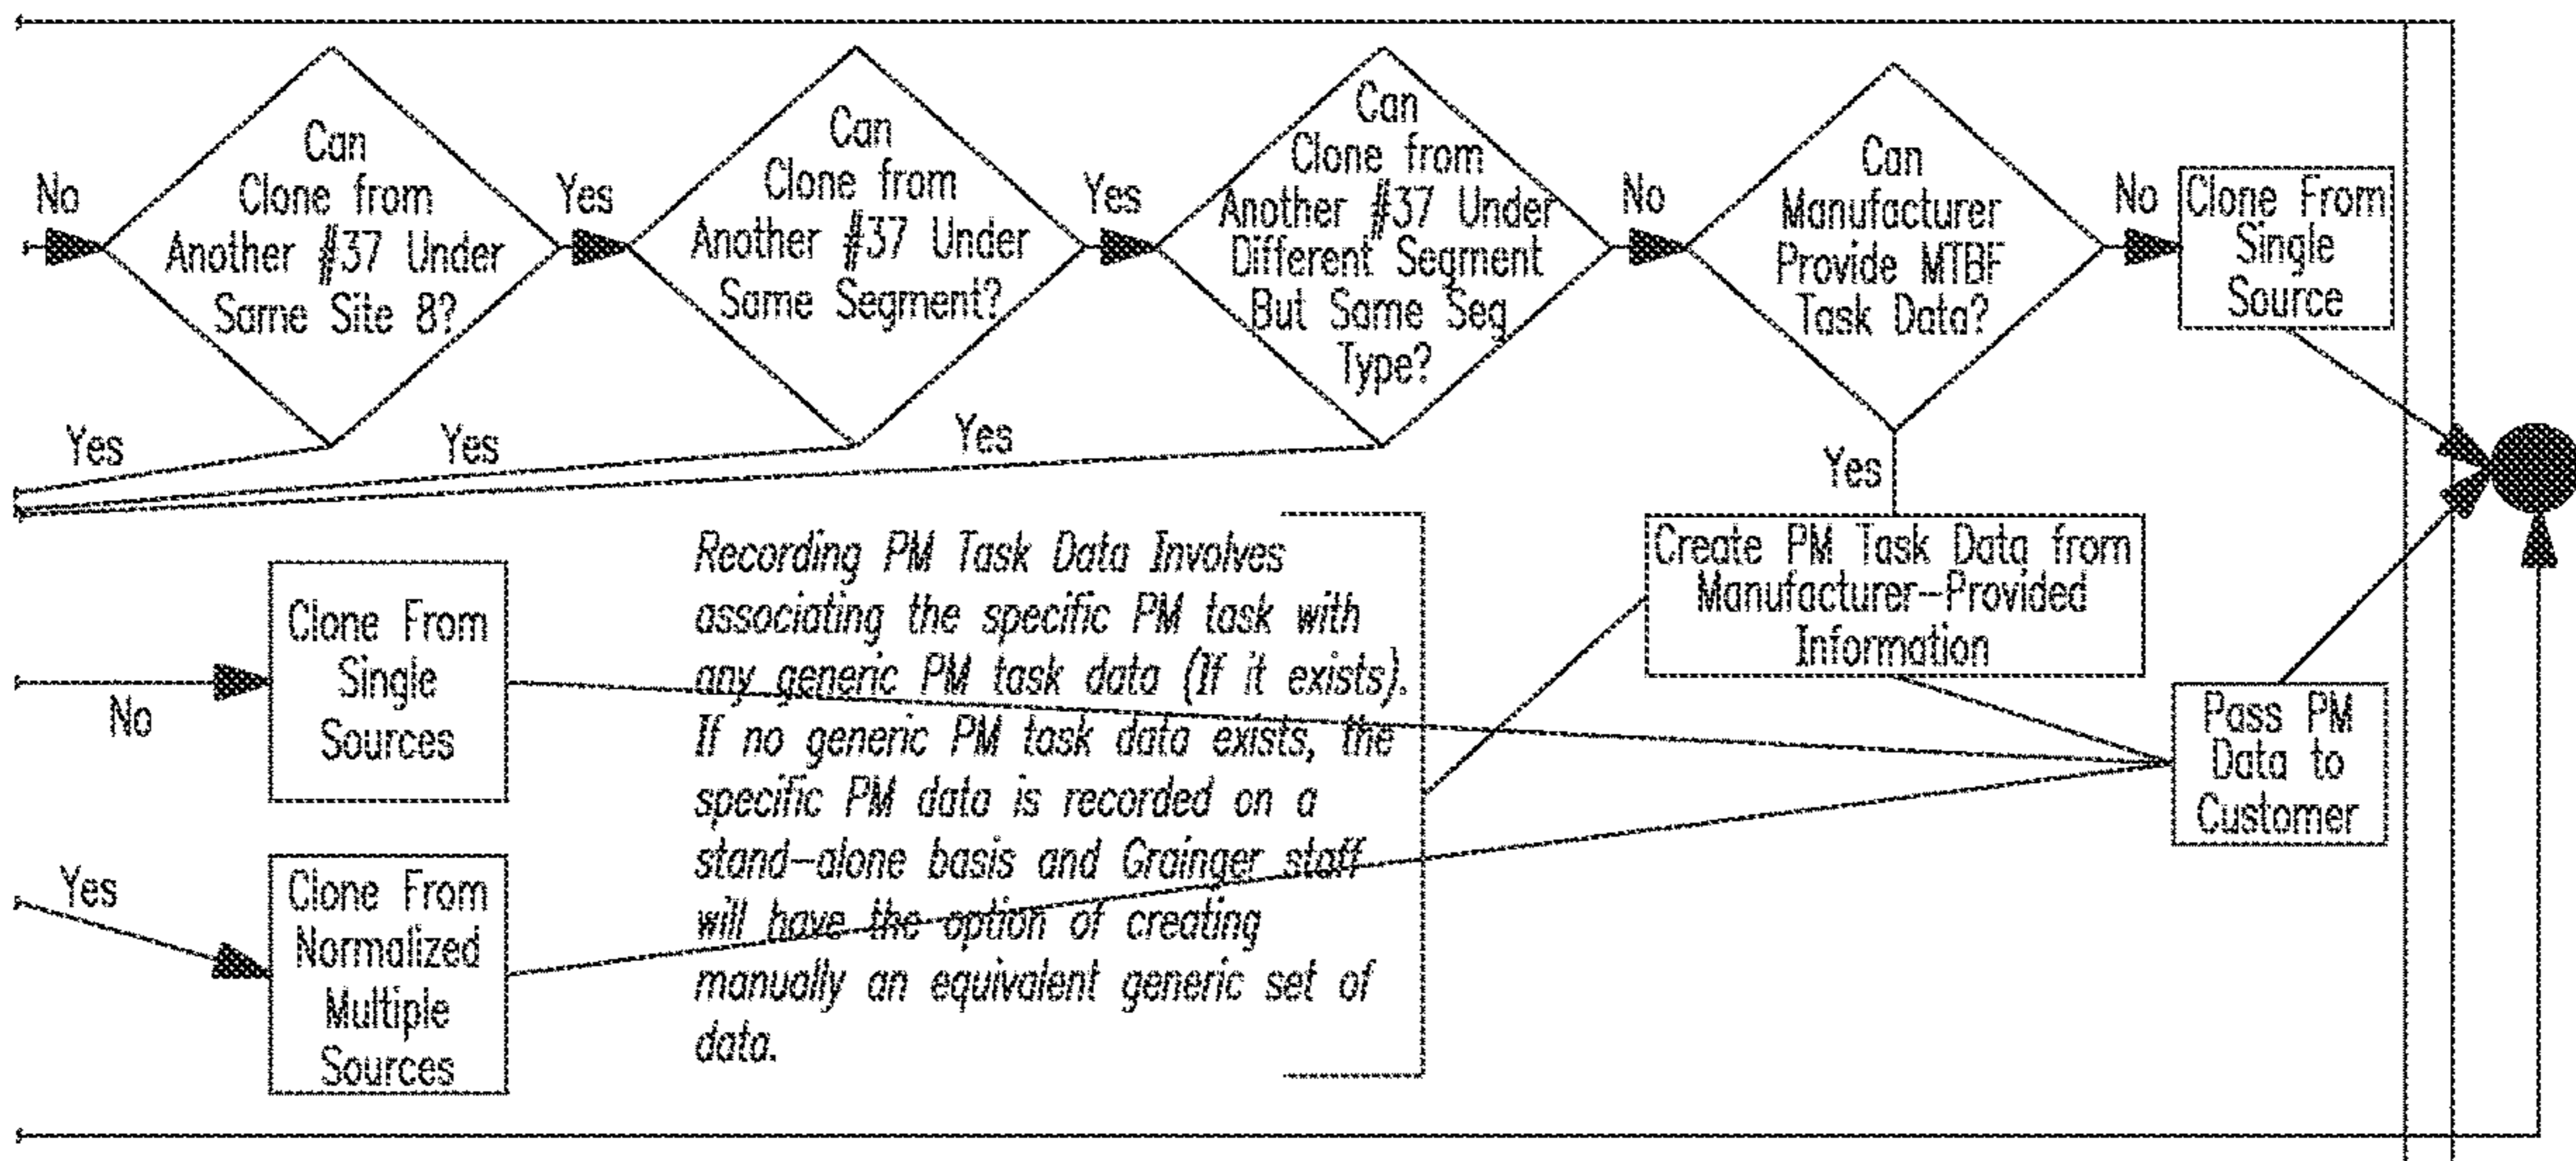 No
Can
Clone from
Another #37 Under
Same Site 8?
Yes
Can
Clone from
Another #37 Under
Same Segment?
Yes
Can
Clone from
Another #37 Under
Different Segment
But Same Seg
Type?
No
Can
Manufacturer
Provide MTBF
Task Data?
No
Clone From
Single
Source
Yes
Yes
Yes
Yes
Recording PM Task Data Involves
associating the specific PM task with
any generic PM task data (If it exists).
If no generic PM task data exists, the
specific PM data is recorded on a
stand-alone basis and Grainger staff
will have the option of creating
manually an equivalent generic set of
data.
Create PM Task Data from
Manufacturer-Provided
Information
No
Clone From
Single
Sources
Pass PM
Data to
Customer
Yes
Clone From
Normalized
Multiple
Sources